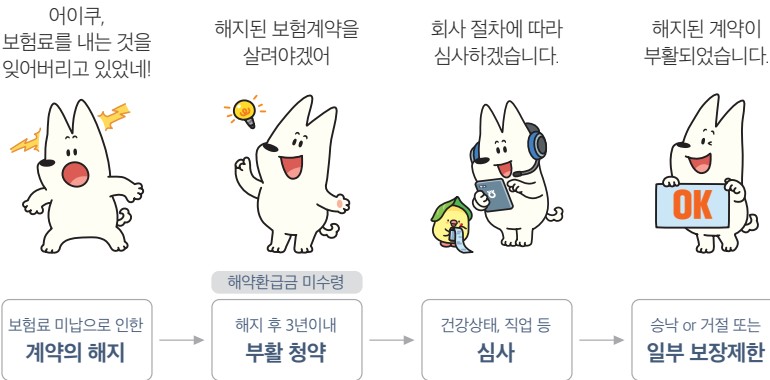 어이쿠,
보험료를 내는 것을
잊어버리고 있었네!
해지된 보험계약을
살려야겠어
회사 절차에 따라
심사하겠습니다.
해지된 계약이
부활되었습니다.
OK
해약환급금 미수령
보험료 미납으로 인한
계약의 해지
해지 후 3년이내
부활 청약
건강상태, 직업 등
심사
승낙 or 거절 또는
일부 보장제한